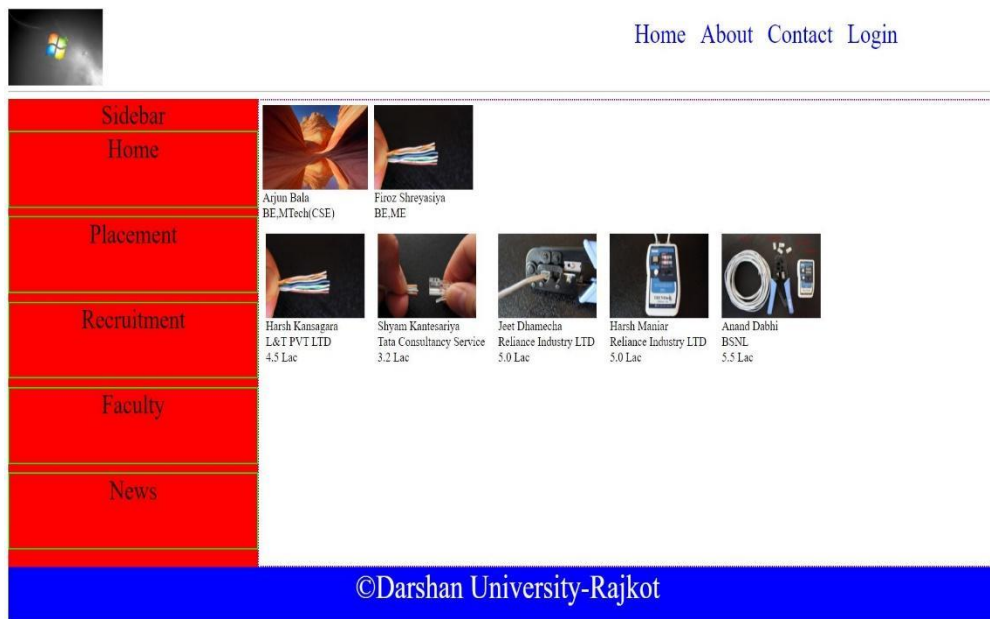 Home About Contact Login
Sidebar
Home
Placement
Recruitment
Faculty
News
Arjun Bala
BE,MTech(CSE)
Firoz Shreyasiya
BE,ME
Harsh Kansagara
L&T PVT LTD
4.5 Lac
Shyam Kantesariya
Tata Consultancy Service
3.2 Lac
Jeet Dhamecha
Reliance Industry LTD
5.0 Lac
Harsh Maniar
Reliance Industry LTD
5.0 Lac
Anand Dabhi
BSNL
5.5 Lac
©Darshan University-Rajkot